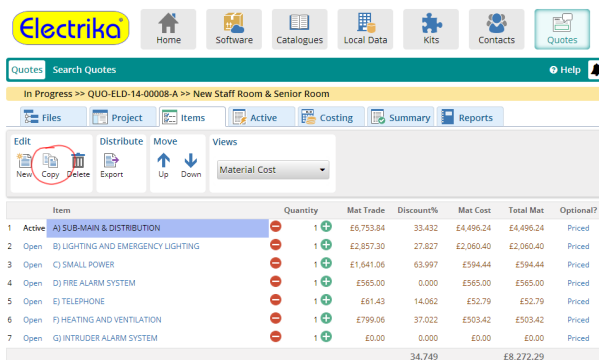 Electrika
Home Software Catalogues Local Data Kits Contacts Quotes
Quotes Search Quotes Help
In Progress >> QUO-ELD-14-00008-A >> New Staff Room & Senior Room
Files Project Items Active Costing Summary Reports
Edit Distribute Move Views
New Copy Delete Export Up Down Material Cost
Item Quantity Mat Trade Discount% Mat Cost Total Mat Optional?
1 Active A) SUB-MAIN & DISTRIBUTION 1 £6,753.84 33.432 £4,496.24 £4,496.24 Priced
2 Open B) LIGHTING AND EMERGENCY LIGHTING 1 £2,857.30 27.827 £2,060.40 £2,060.40 Priced
3 Open C) SMALL POWER 1 £1,641.06 63.997 £594.44 £594.44 Priced
4 Open D) FIRE ALARM SYSTEM 1 £565.00 0.000 £565.00 £565.00 Priced
5 Open E) TELEPHONE 1 £61.43 14.062 £52.79 £52.79 Priced
6 Open F) HEATING AND VENTILATION 1 £799.06 37.022 £503.42 £503.42 Priced
7 Open G) INTRUDER ALARM SYSTEM 1 £0.00 0.000 £0.00 £0.00 Priced
34.749 £8,272.29